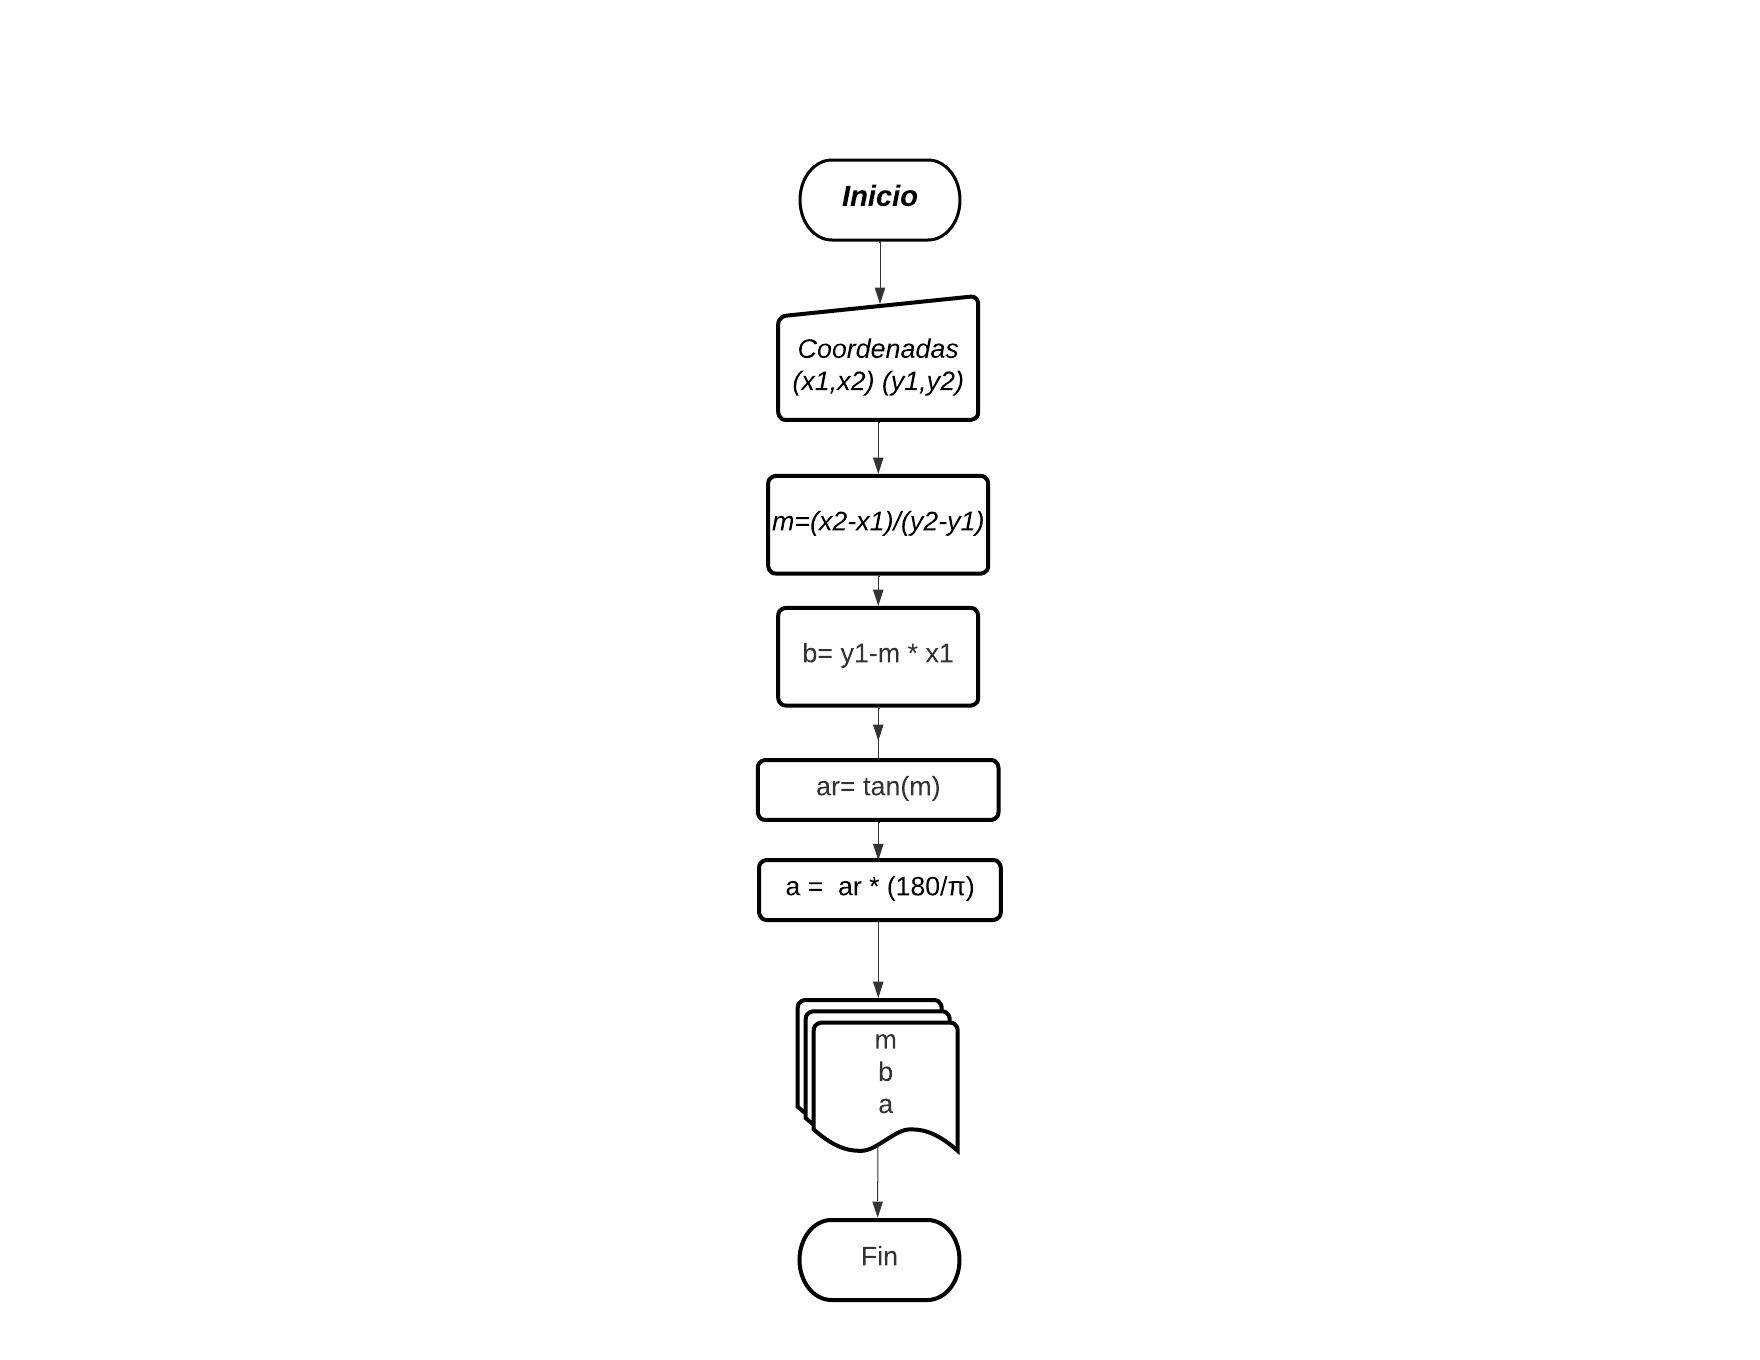 Inicio
Coordenadas
(x1,x2) (y1,y2)
m=(x2-x1)/(y2-y1)
b= y1-m * x1
ar= tan(m)
a =  ar * (180/π)
m
b
a
Fin